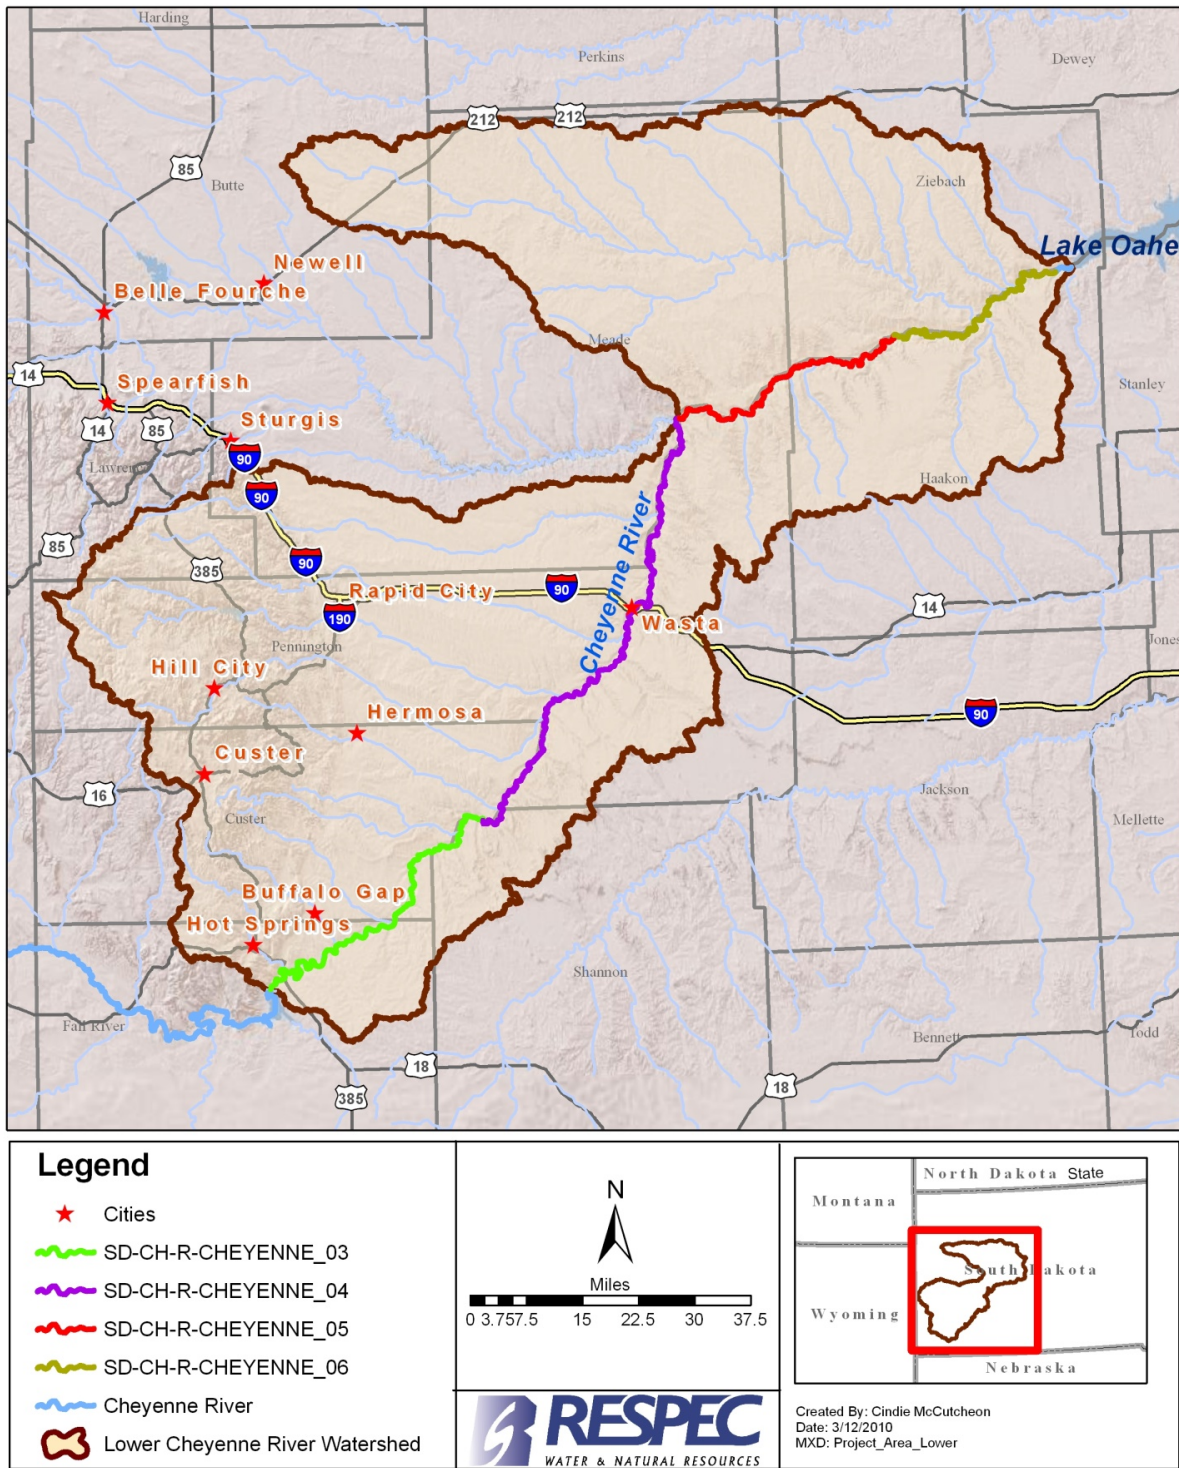 Harding
Perkins
Dewey
212
212
85
Butte
Ziebach
Lake Oahe
Newell
Belle Fourche
Meade
14
Spearfish
Stanley
Sturgis
14
85
90
Lawrence
Haakon
90
Cheyenne River
85
385
90
Rapid City
90
14
190
Wasta
Pennington
Jones
Hill City
Hermosa
90
Custer
16
Jackson
Custer
Mellette
Buffalo Gap
Hot Springs
Shannon
Fall River
Bennett
Todd
18
18
385
Legend
Cities
SD-CH-R-CHEYENNE_03
SD-CH-R-CHEYENNE_04
SD-CH-R-CHEYENNE_05
SD-CH-R-CHEYENNE_06
Cheyenne River
Lower Cheyenne River Watershed
N
Miles
0 3.75 7.5 15 22.5 30 37.5
RESPEC
WATER & NATURAL RESOURCES
North Dakota State
Montana
South Dakota
Wyoming
Nebraska
Created By: Cindie McCutcheon
Date: 3/12/2010
MXD: Project_Area_Lower